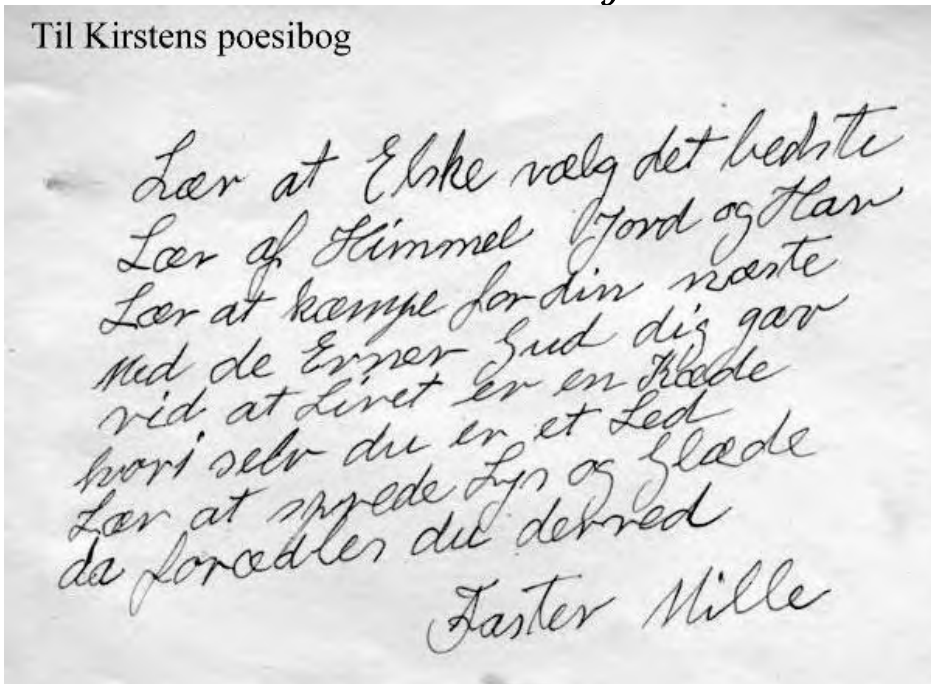 Til Kirstens poesibog
Lær at Elske vælg det bedste
Lær af Himmel Jord og Hav
Lær at kæmpe for din næste
med de Evner Gud dig gav
vid at Livet er en Kæde
hvori selv du er et Led
Lær at sprede Lys og Glæde
da forædles du derved
Faster Mille